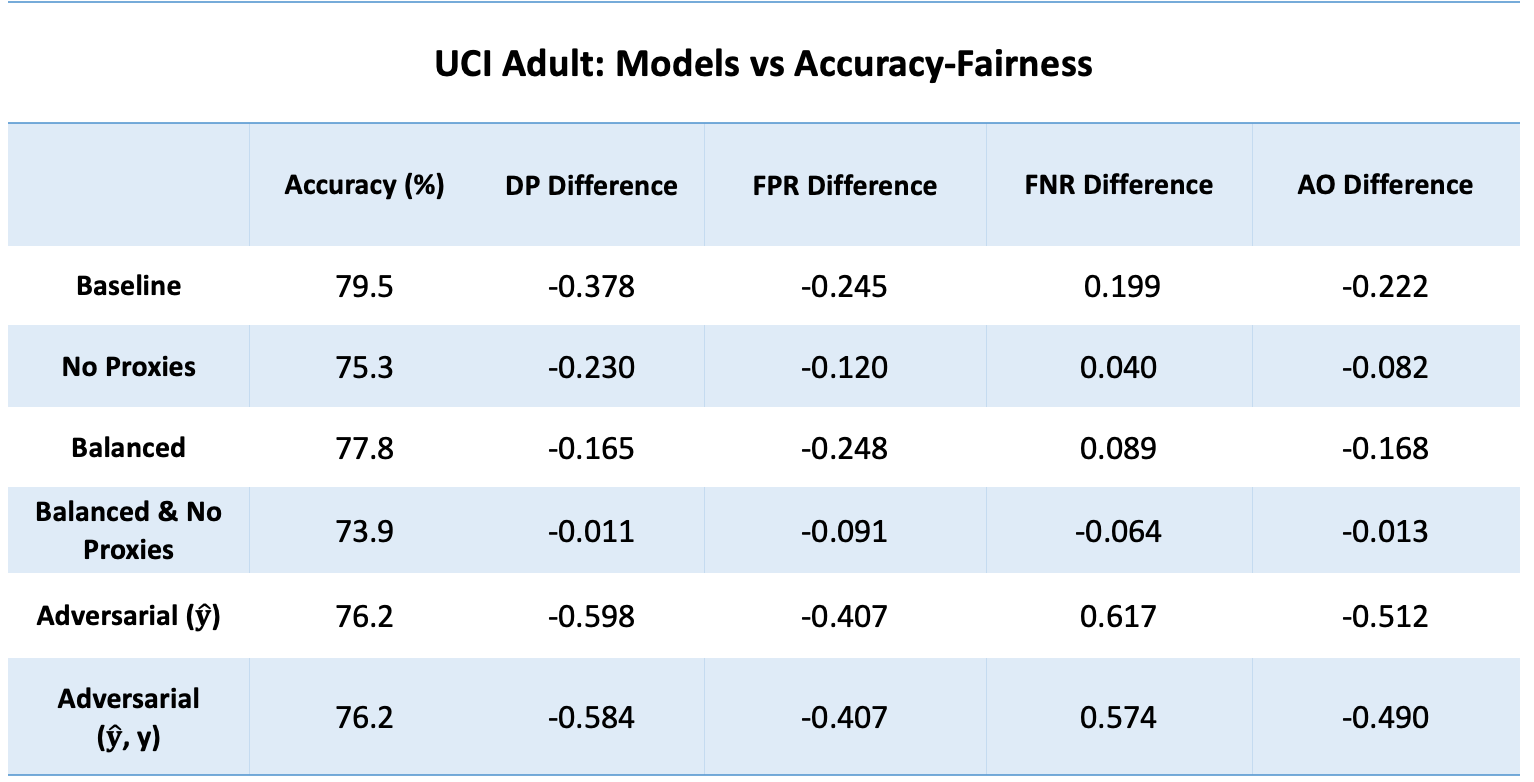 UCI Adult: Models vs Accuracy-Fairness
Accuracy (%) DP Difference FPR Difference FNR Difference AO Difference
Baseline 79.5 -0.378 -0.245 0.199 -0.222
No Proxies 75.3 -0.230 -0.120 0.040 -0.082
Balanced 77.8 -0.165 -0.248 0.089 -0.168
Balanced & No
Proxies 73.9 -0.011 -0.091 -0.064 -0.013
Adversarial (ŷ) 76.2 -0.598 -0.407 0.617 -0.512
Adversarial
(ŷ, y) 76.2 -0.584 -0.407 0.574 -0.490